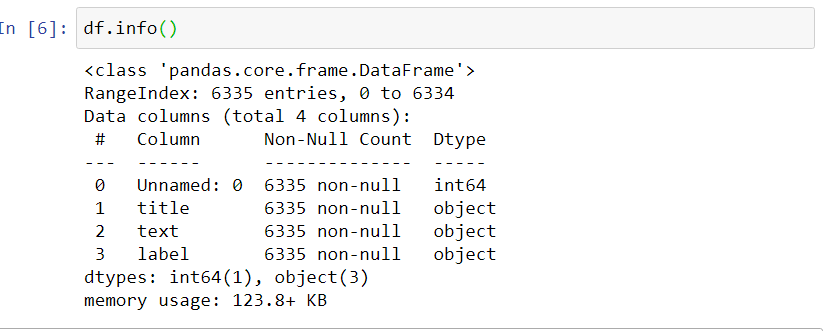 In [6]: df.info()
<class 'pandas.core.frame.DataFrame'>
RangeIndex: 6335 entries, 0 to 6334
Data columns (total 4 columns):
 #   Column      Non-Null Count  Dtype
---  ------      --------------  -----
 0   Unnamed: 0  6335 non-null   int64
 1   title       6335 non-null   object
 2   text        6335 non-null   object
 3   label       6335 non-null   object
dtypes: int64(1), object(3)
memory usage: 123.8+ KB